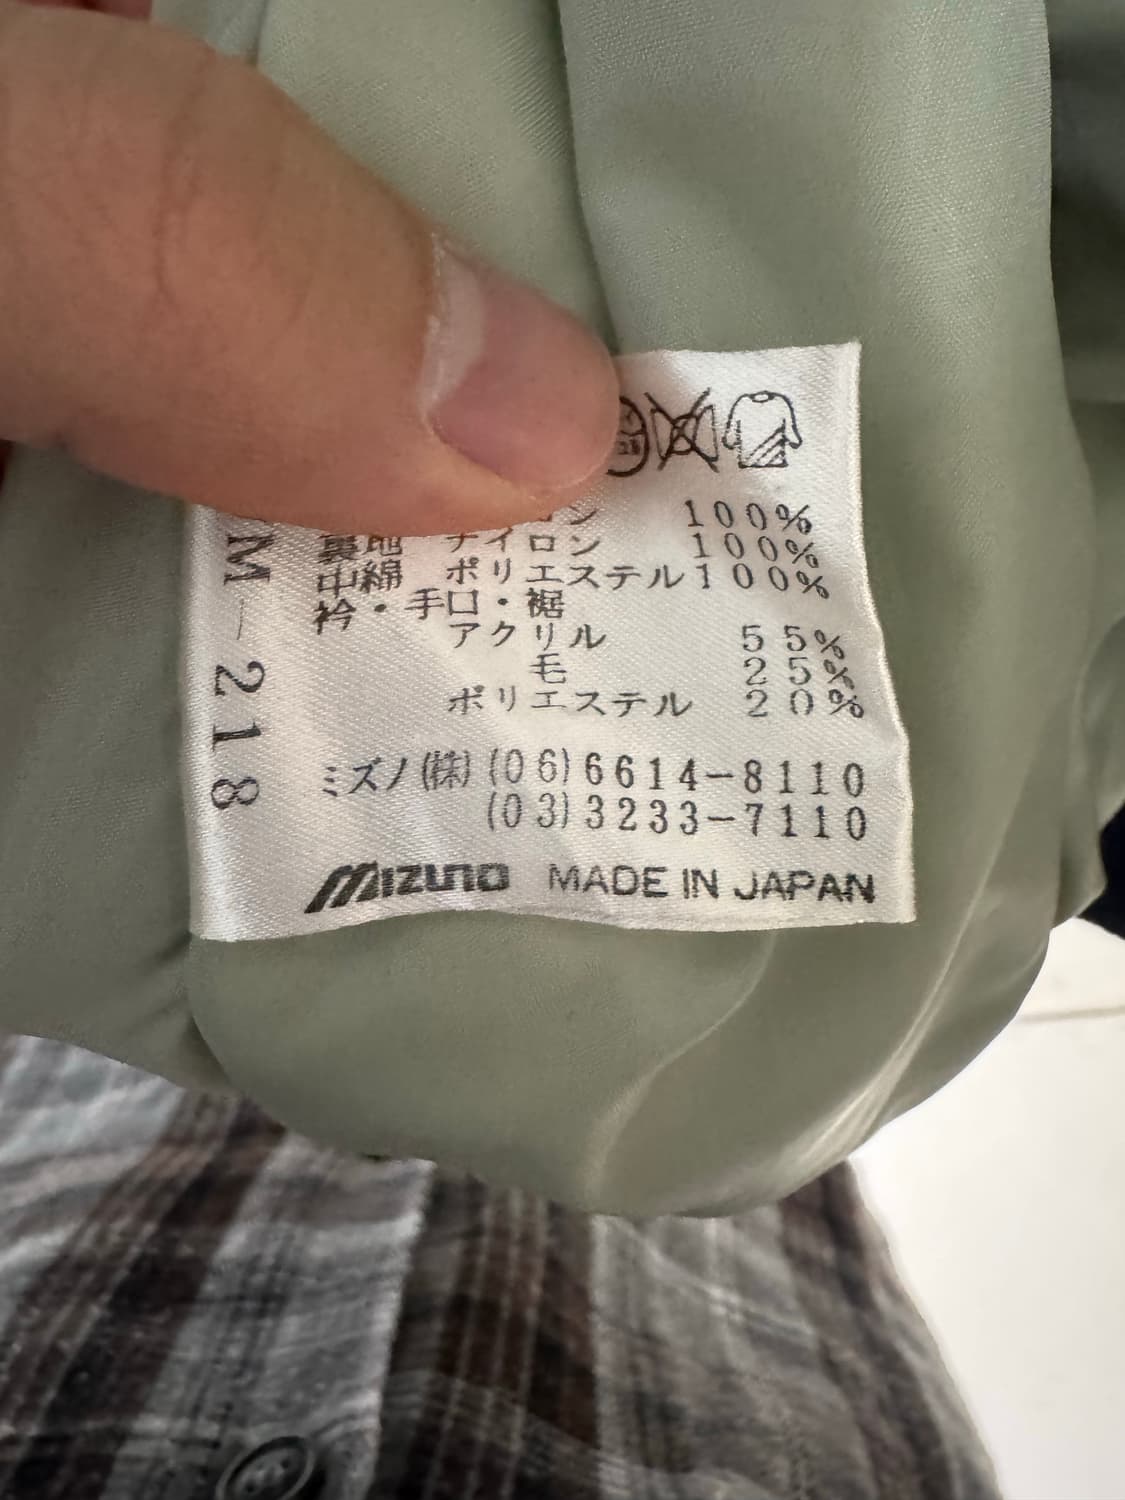 100%
裏地 ナイロン 100%
中綿 ポリエステル100%
衿・手口・裾
アクリル 55%
毛 25%
ポリエステル 20%
ミズノ(株)(06)6614-8110
(03)3233-7110
MIZUNO MADE IN JAPAN
M-218